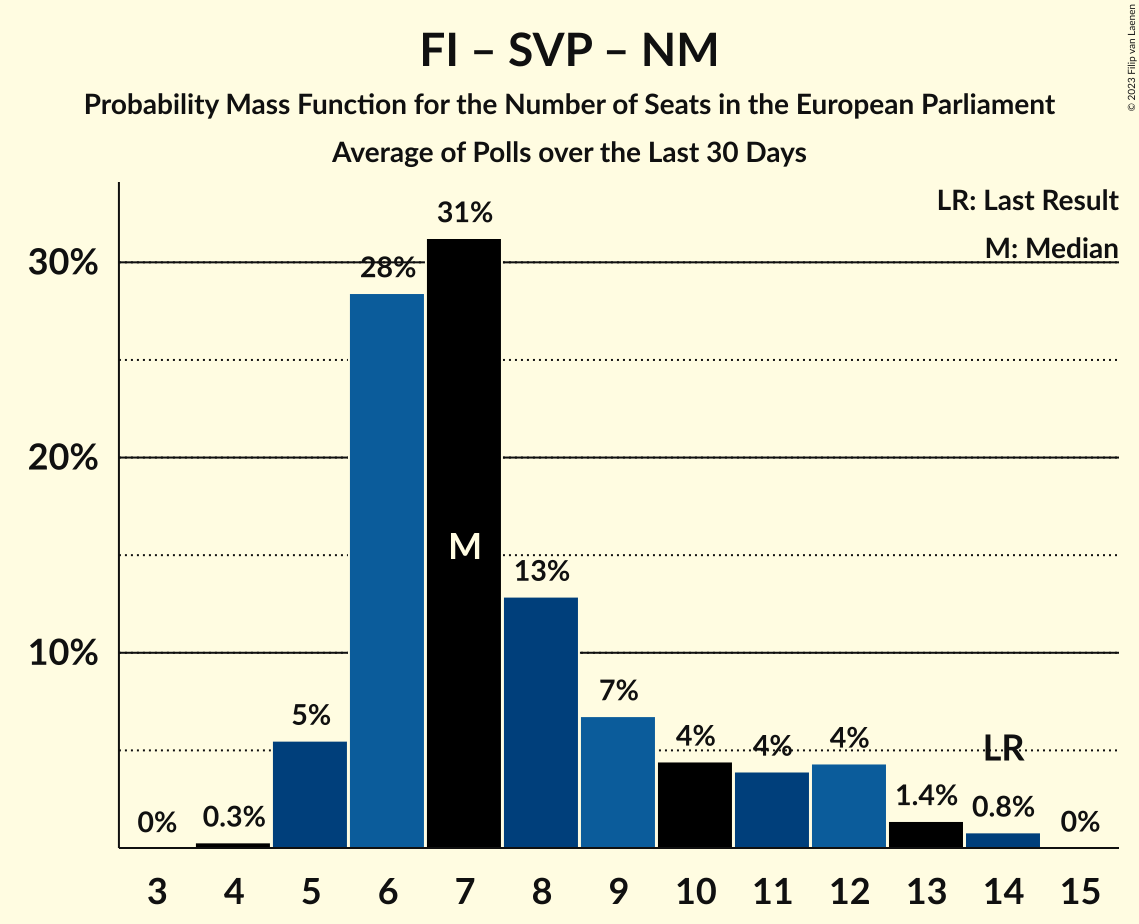 FI – SVP – NM
Probability Mass Function for the Number of Seats in the European Parliament
Average of Polls over the Last 30 Days
© 2023 Filip van Laenen
LR: Last Result
M: Median
30%
20%
10%
0%
0.3%
5%
28%
31%
M
13%
7%
4%
4%
4%
1.4%
LR
0.8%
0%
3 4 5 6 7 8 9 10 11 12 13 14 15